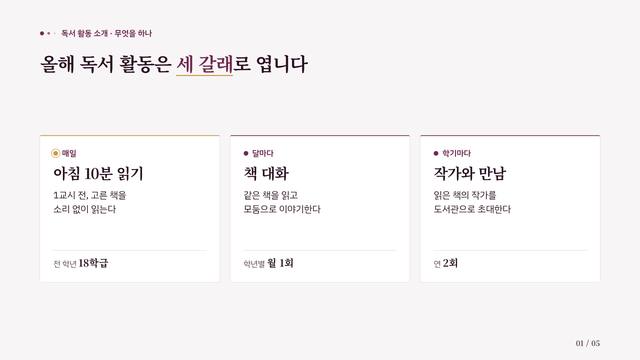 독서 활동 소개 · 무엇을 하나
올해 독서 활동은 세 갈래로 엽니다
매일
아침 10분 읽기
1교시 전, 고른 책을
소리 없이 읽는다
전 학년 18학급
달마다
책 대화
같은 책을 읽고
모둠으로 이야기한다
학년별 월 1회
학기마다
작가와 만남
읽은 책의 작가를
도서관으로 초대한다
연 2회
01 / 05